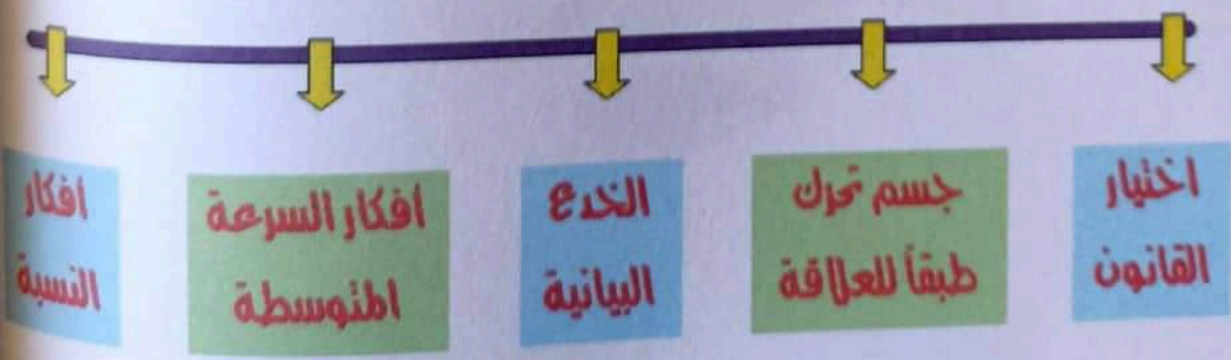 اختيار
القانون
جسم تحرك
طبقاً للعلاقة
الخدع
البيانية
افكار السرعة
المتوسطة
افكار
النسبة